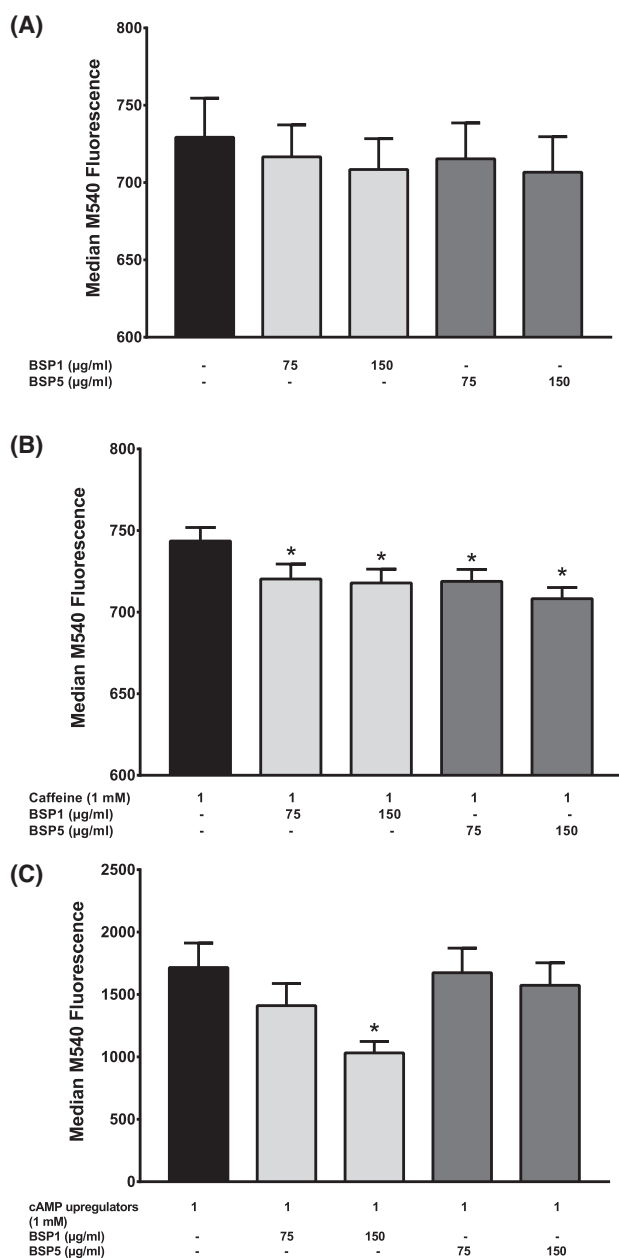 (A)
800
750
700
650
600
Median M540 Fluorescence
BSP1 (µg/ml) - 75 150 - -
BSP5 (µg/ml) - - - 75 150
(B)
800
750
700
650
600
Median M540 Fluorescence
* * * *
Caffeine (1 mM) 1 1 1 1 1
BSP1 (µg/ml) - 75 150 - -
BSP5 (µg/ml) - - - 75 150
(C)
2500
2000
1500
1000
500
0
Median M540 Fluorescence
*
cAMP upregulators 1 1 1 1 1
(1 mM)
BSP1 (µg/ml) - 75 150 - -
BSP5 (µg/ml) - - - 75 150